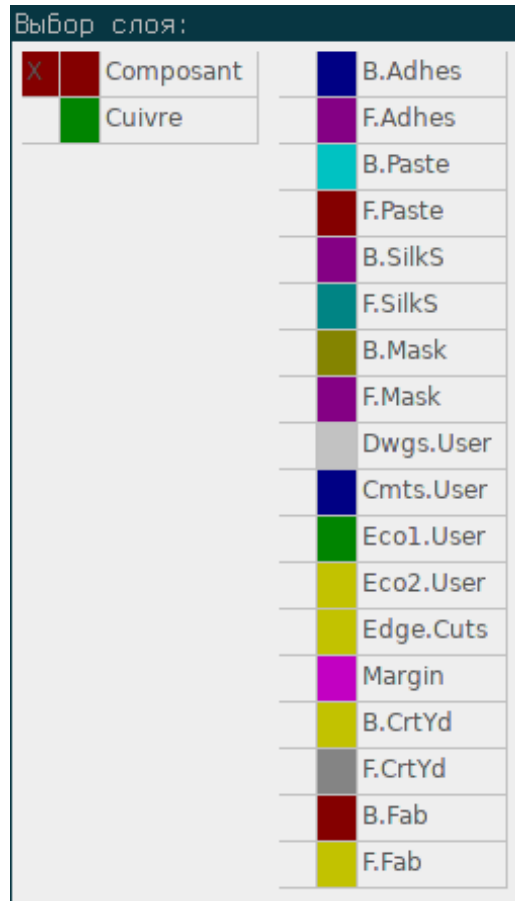 Выбор слоя:
X Composant
Cuivre
B.Adhes
F.Adhes
B.Paste
F.Paste
B.SilkS
F.SilkS
B.Mask
F.Mask
Dwgs.User
Cmts.User
Eco1.User
Eco2.User
Edge.Cuts
Margin
B.CrtYd
F.CrtYd
B.Fab
F.Fab